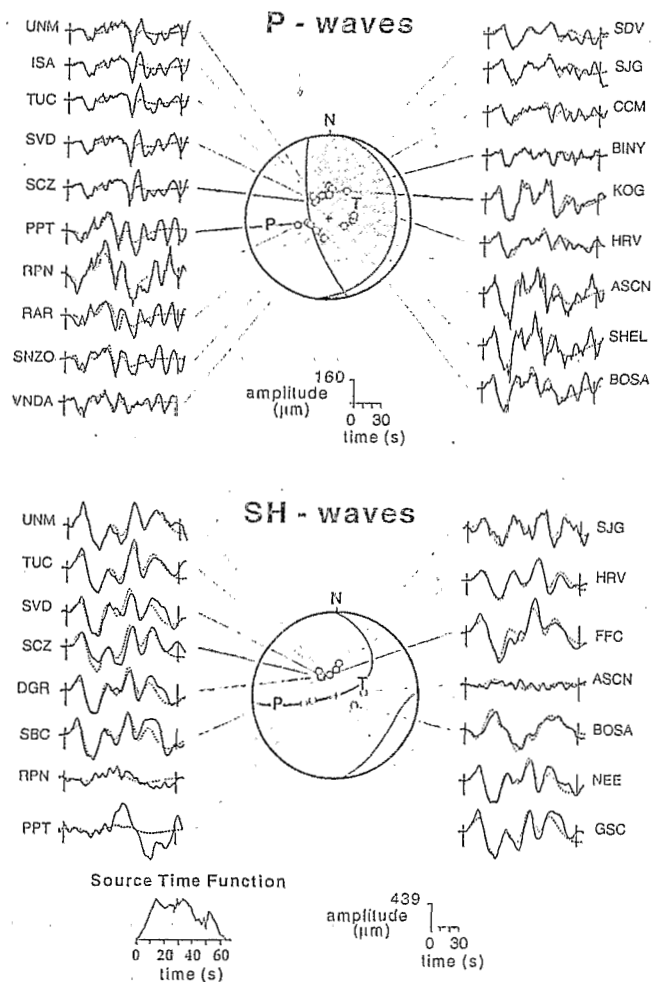 P - waves
UNM
ISA
TUC
SVD
SCZ
PPT
RPN
RAR
SNZO
VNDA
N
P
T
SDV
SJG
CCM
BINY
KOG
HRV
ASCN
SHEL
BOSA
160
amplitude
(μm)
0 30
time (s)
SH - waves
UNM
TUC
SVD
SCZ
DGR
SBC
RPN
PPT
N
P
T
SJG
HRV
FFC
ASCN
BOSA
NEE
GSC
Source Time Function
0 20 40 60
time (s)
439
amplitude
(μm)
0 30
time (s)